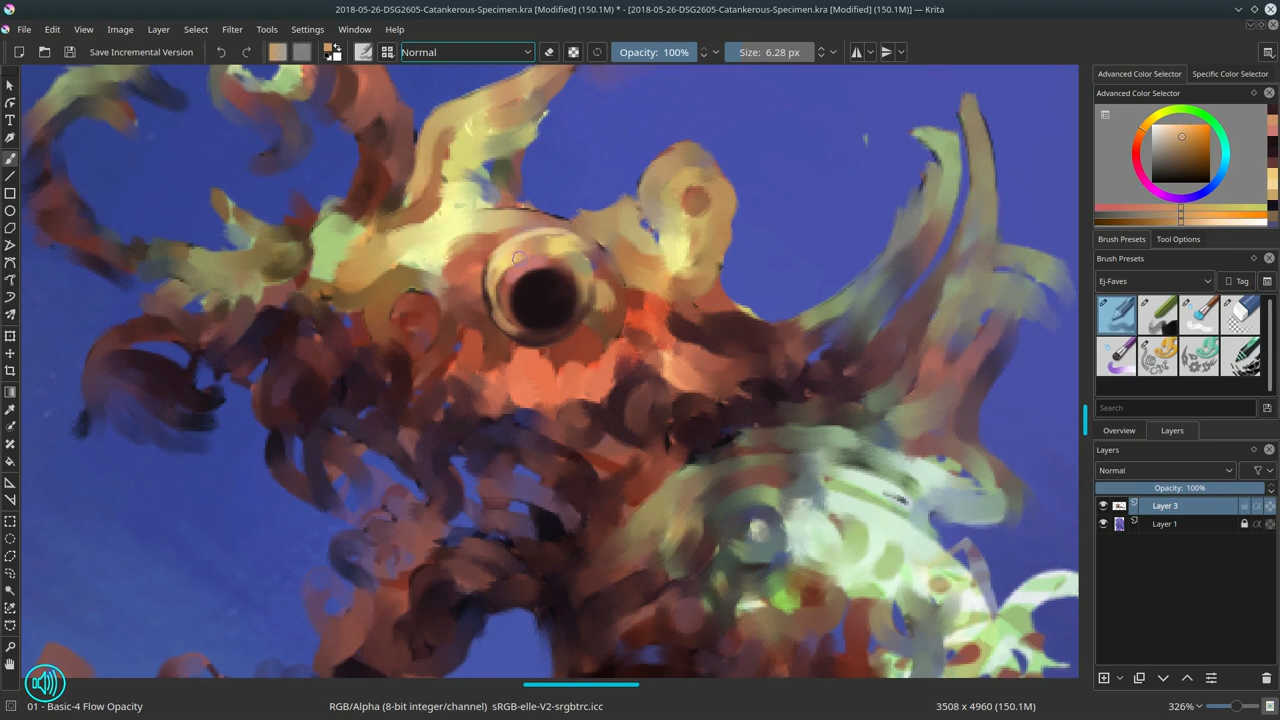 2018-05-26-DSG2605-Catankerous-Specimen.kra [Modified] (150.1M) * - [2018-05-26-DSG2605-Catankerous-Specimen.kra [Modified] (150.1M)] — Krita
File Edit View Image Layer Select Filter Tools Settings Window Help
Save Incremental Version Normal Opacity: 100% Size: 6.28 px
Advanced Color Selector Specific Color Selector
Advanced Color Selector
Brush Presets Tool Options
Brush Presets
Ej-Faves Tag
Search
Overview Layers
Layers
Normal
Opacity: 100%
Layer 3
Layer 1
01 - Basic-4 Flow Opacity RGB/Alpha (8-bit integer/channel) sRGB-elle-V2-srgbtrc.icc 3508 x 4960 (150.1M) 326%